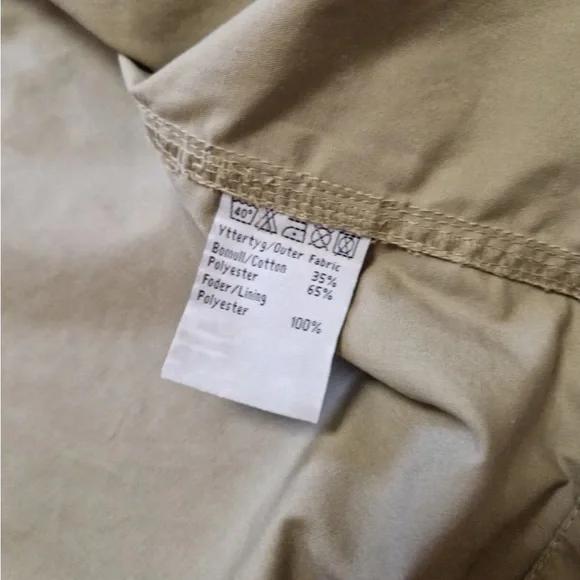 40°
Yttertyg/Outer Fabric
Bomull/Cotton 35%
Polyester 65%
Foder/Lining
Polyester 100%